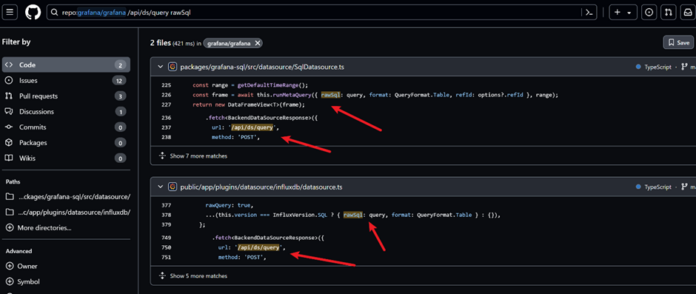 repo:grafana/grafana /api/ds/query rawSql
Filter by
Code 2
Issues 12
Pull requests 3
Discussions 1
Commits 0
Packages 0
Wikis 0
Paths
...ckages/grafana-sql/src/datasource/
...c/app/plugins/datasource/influxdb/
More directories...
Advanced
Owner
Symbol
2 files (421 ms) in grafana/grafana
Save
packages/grafana-sql/src/datasource/SqlDatasource.ts
TypeScript
225 const range = getDefaultTimeRange();
226 const frame = await this.runMetaQuery({ rawSql: query, format: QueryFormat.Table, refId: options?.refId }, range);
227 return new DataFrameView<T>(frame);
236 .fetch<BackendDataSourceResponse>({
237 url: '/api/ds/query',
238 method: 'POST',
Show 7 more matches
public/app/plugins/datasource/influxdb/datasource.ts
TypeScript
377 rawQuery: true,
378 ...(this.version === InfluxVersion.SQL ? { rawSql: query, format: QueryFormat.Table } : {}),
379 };
749 .fetch<BackendDataSourceResponse>({
750 url: '/api/ds/query',
751 method: 'POST',
Show 5 more matches